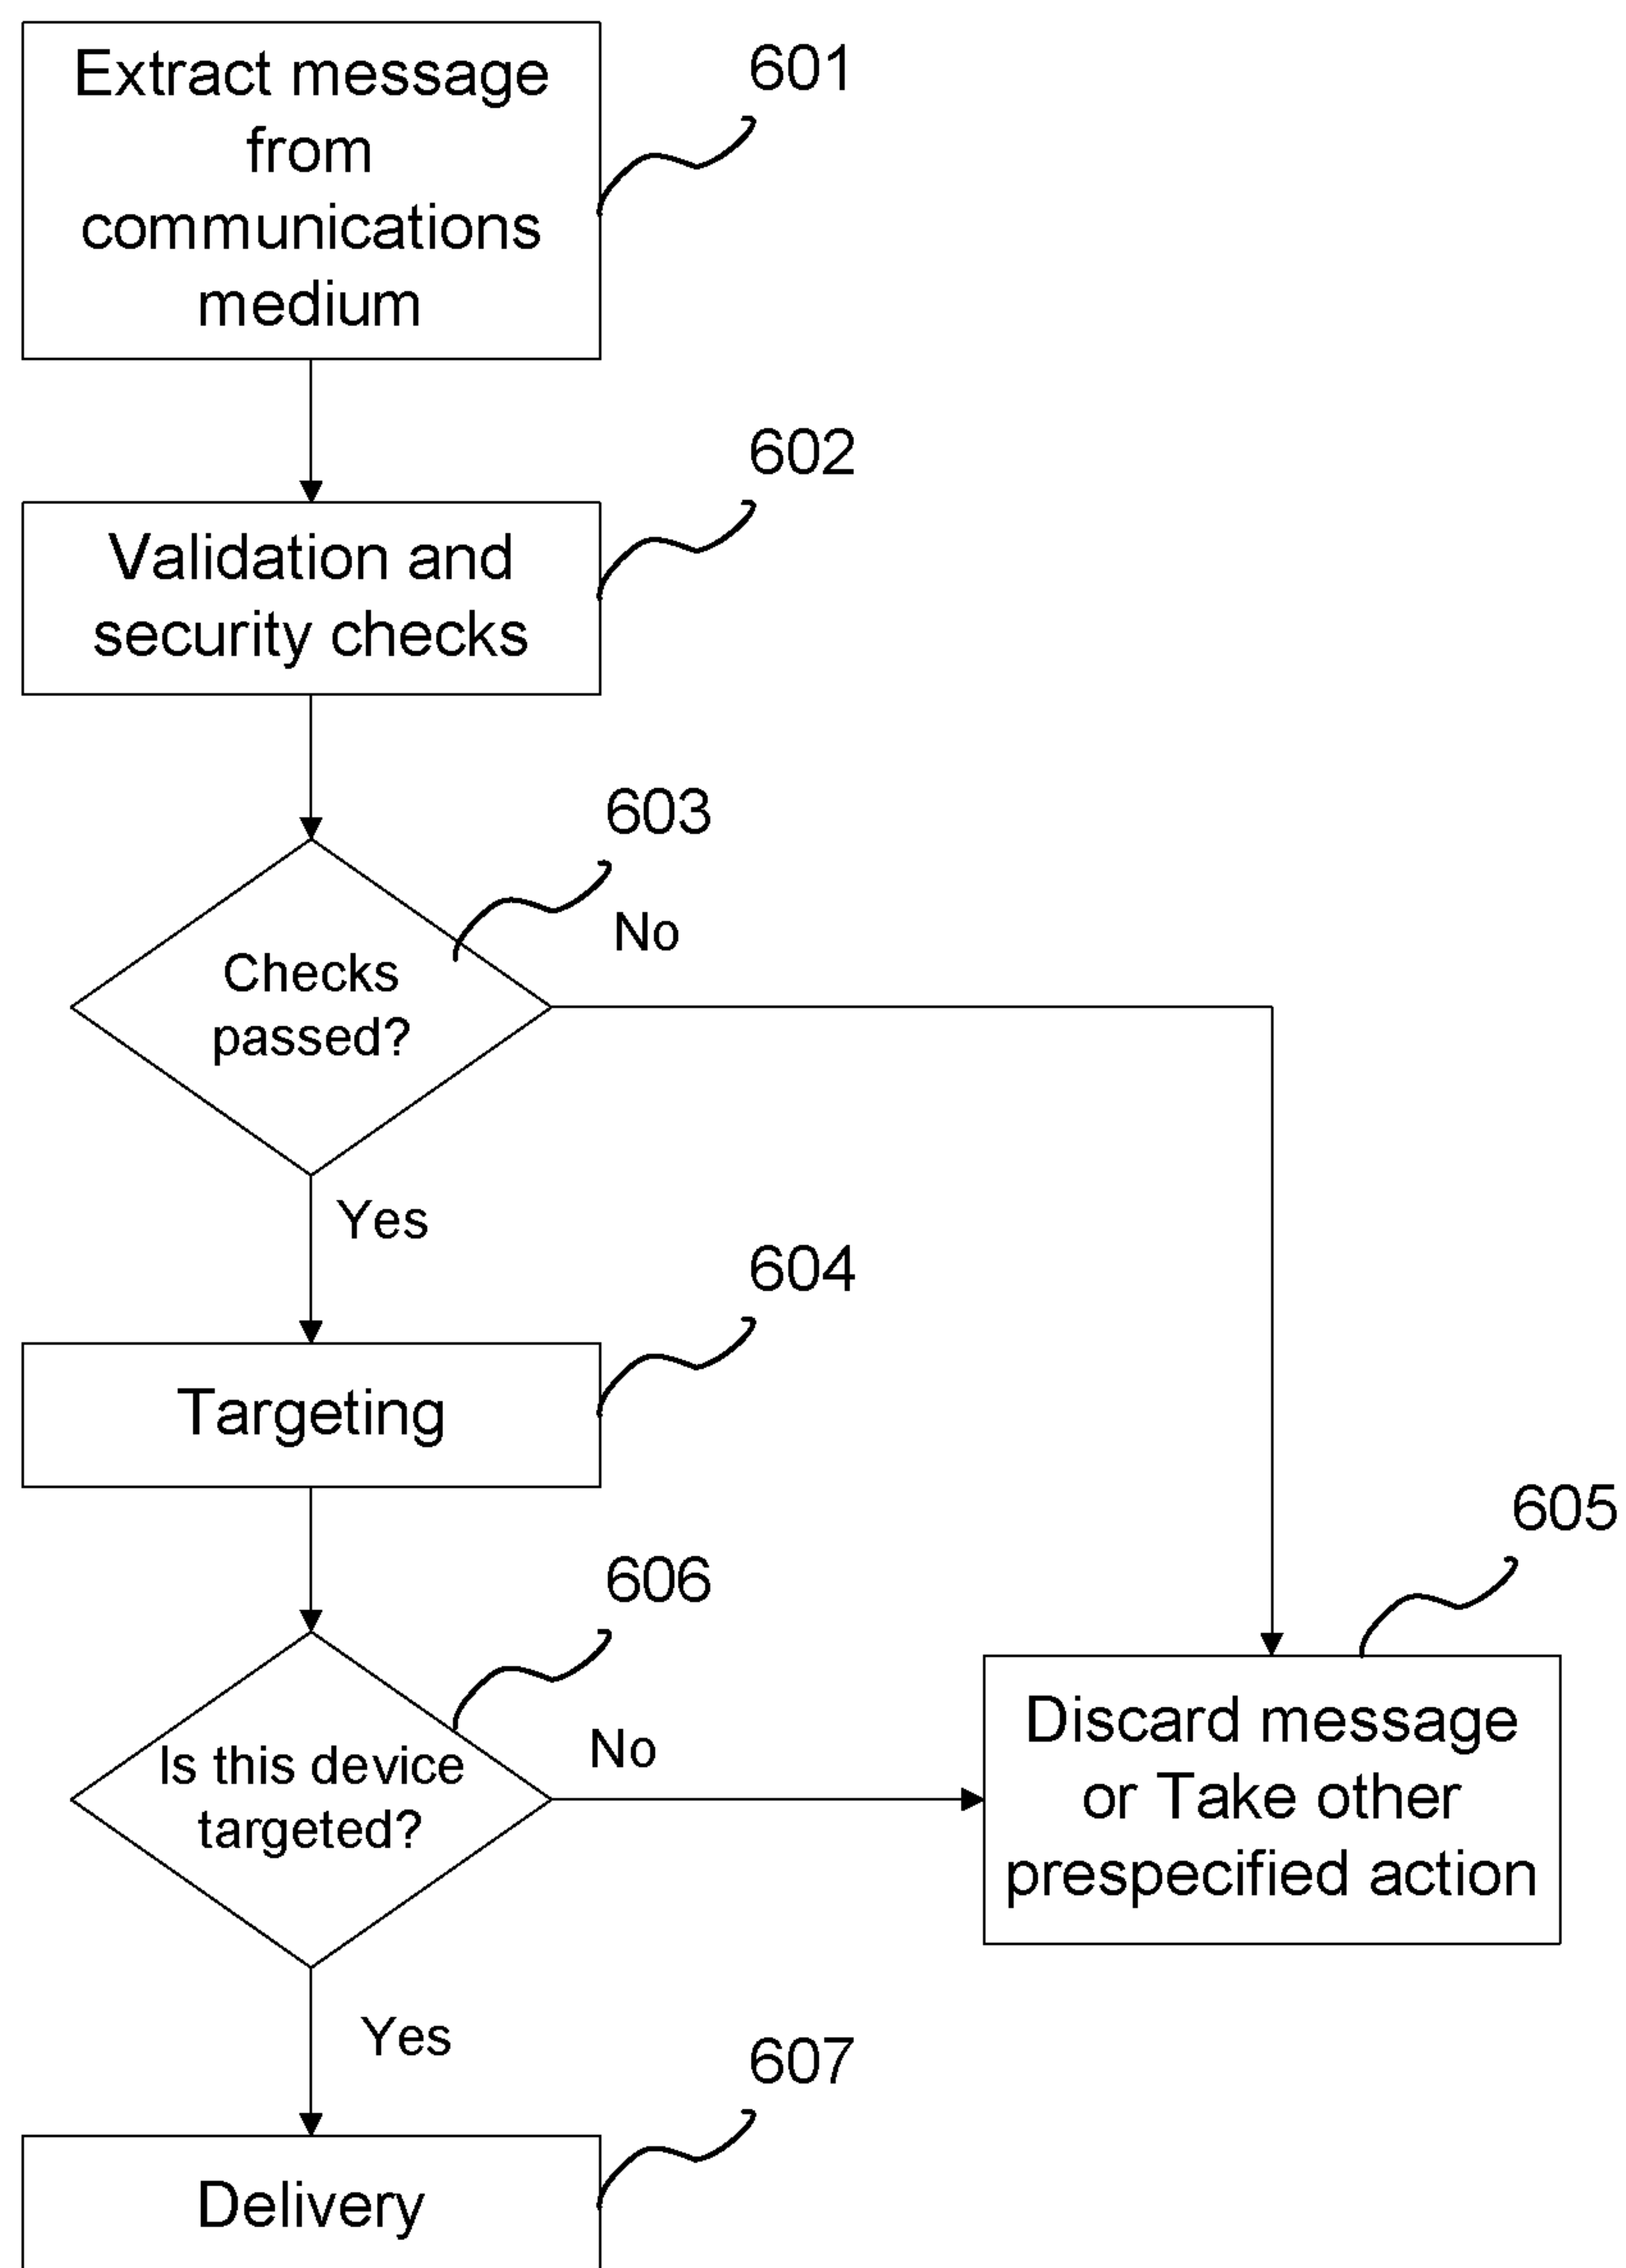 Extract message
from
communications
medium
601
Validation and
security checks
602
603
Checks
passed?
No
Yes
604
Targeting
605
606
Is this device
targeted?
No
Discard message
or Take other
prespecified action
Yes
607
Delivery